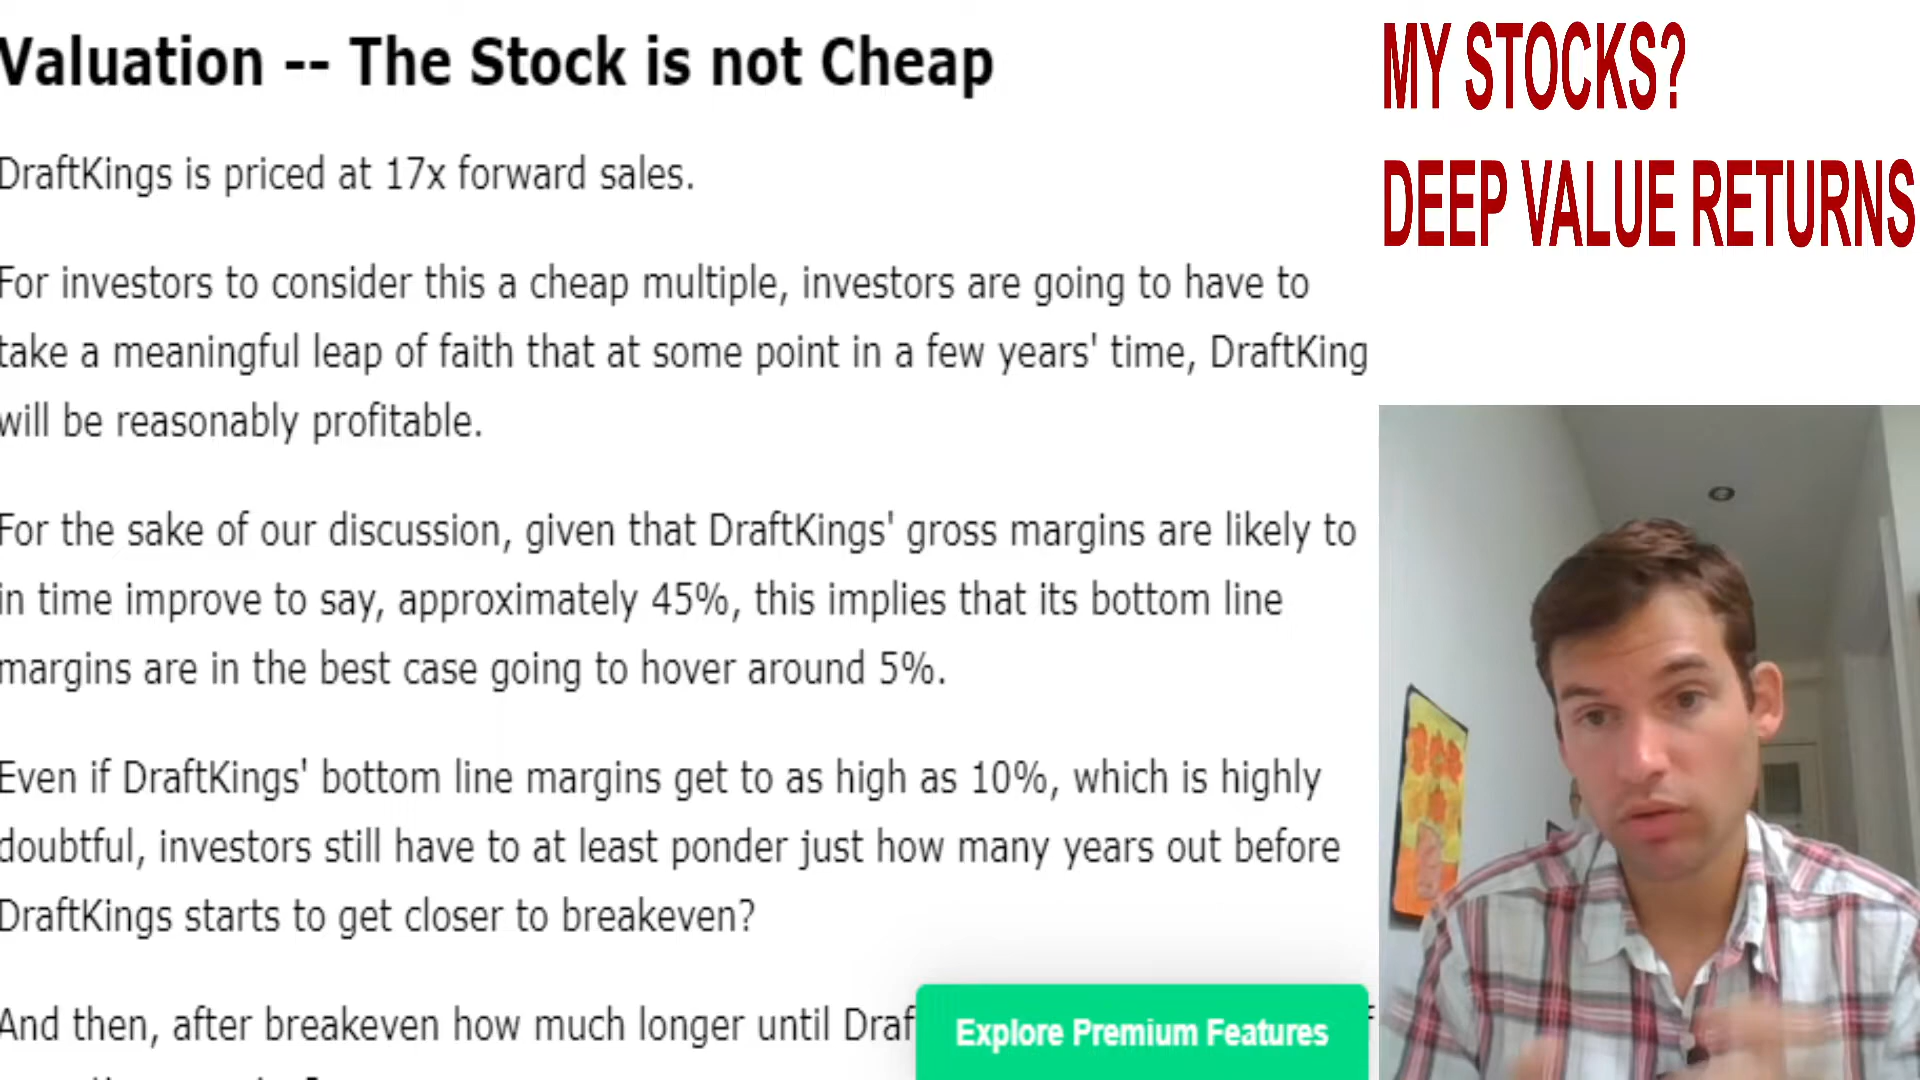 Valuation -- The Stock is not Cheap
DraftKings is priced at 17x forward sales.
For investors to consider this a cheap multiple, investors are going to have to
take a meaningful leap of faith that at some point in a few years' time, DraftKing
will be reasonably profitable.
For the sake of our discussion, given that DraftKings' gross margins are likely to
in time improve to say, approximately 45%, this implies that its bottom line
margins are in the best case going to hover around 5%.
Even if DraftKings' bottom line margins get to as high as 10%, which is highly
doubtful, investors still have to at least ponder just how many years out before
DraftKings starts to get closer to breakeven?
And then, after breakeven how much longer until Draf
Explore Premium Features
MY STOCKS?
DEEP VALUE RETURNS